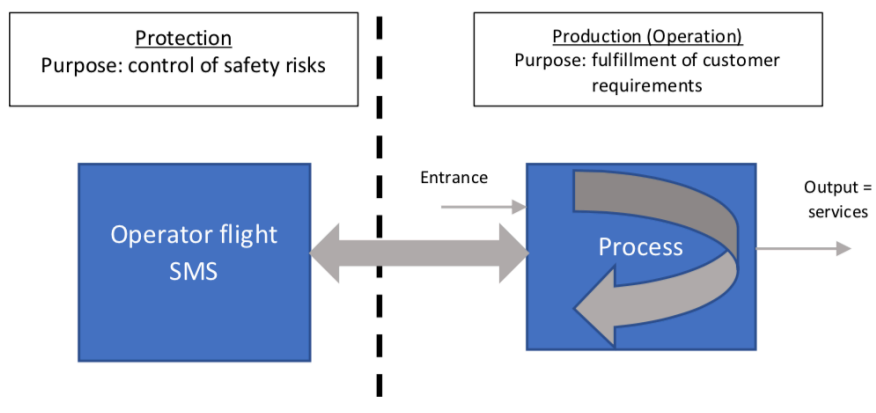 Protection
Purpose: control of safety risks
Production (Operation)
Purpose: fulfillment of customer
requirements
Operator flight
SMS
Entrance
Process
Output =
services